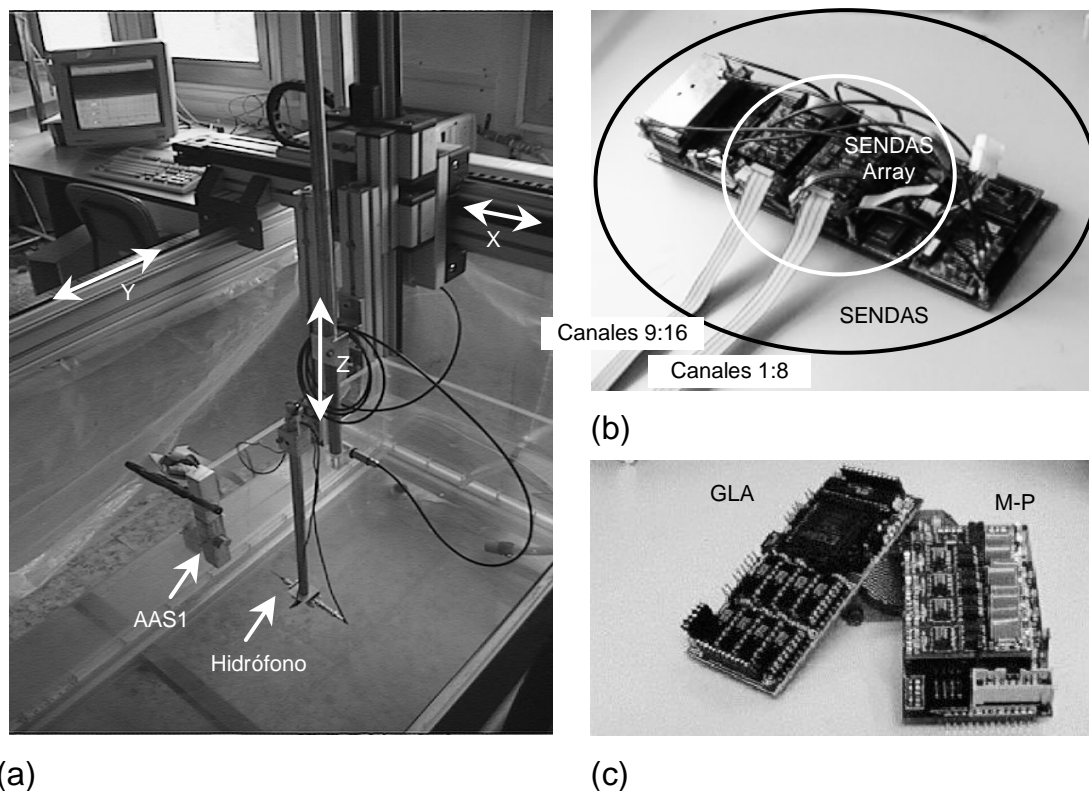 X
Y
Z
AAS1
Hidrófono
(a)
SENDAS
Array
SENDAS
Canales 9:16
Canales 1:8
(b)
GLA
M-P
(c)